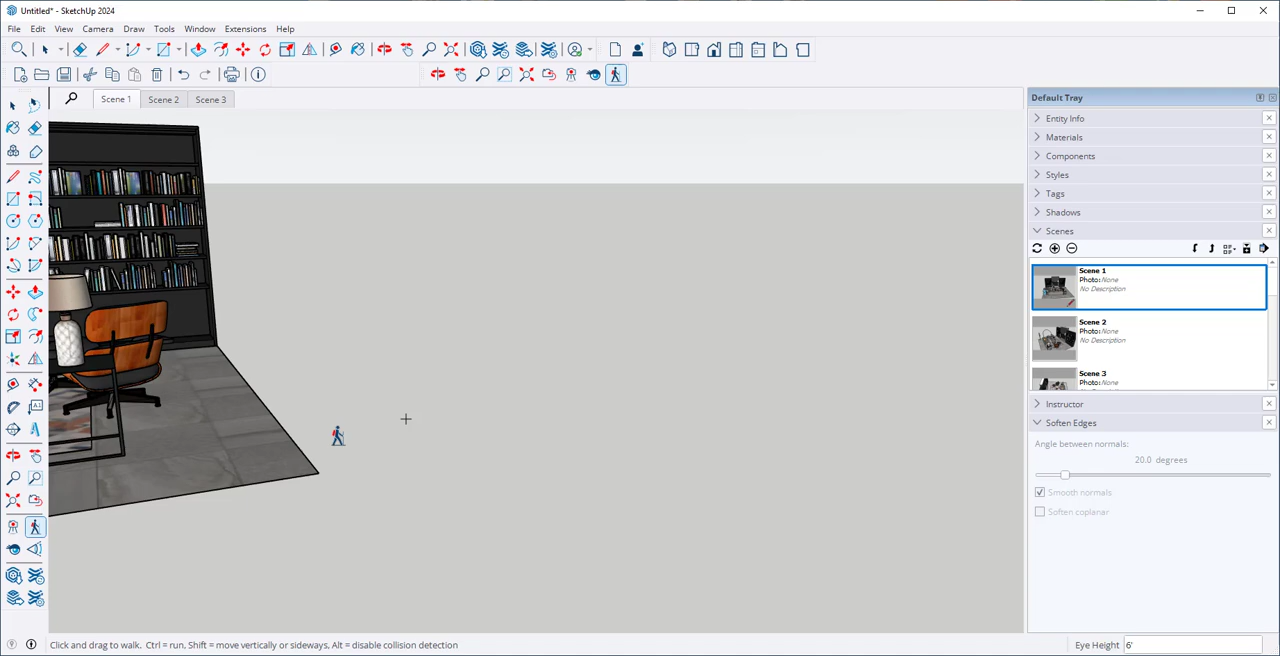 Untitled* - SketchUp 2024
File Edit View Camera Draw Tools Window Extensions Help
Scene 1 Scene 2 Scene 3
Default Tray
Entity Info
Materials
Components
Styles
Tags
Shadows
Scenes
Scene 1
Photo: None
No Description
Scene 2
Photo: None
No Description
Scene 3
Photo: None
No Description
Instructor
Soften Edges
Angle between normals:
20.0 degrees
Smooth normals
Soften coplanar
Click and drag to walk. Ctrl = run, Shift = move vertically or sideways, Alt = disable collision detection
Eye Height 6'